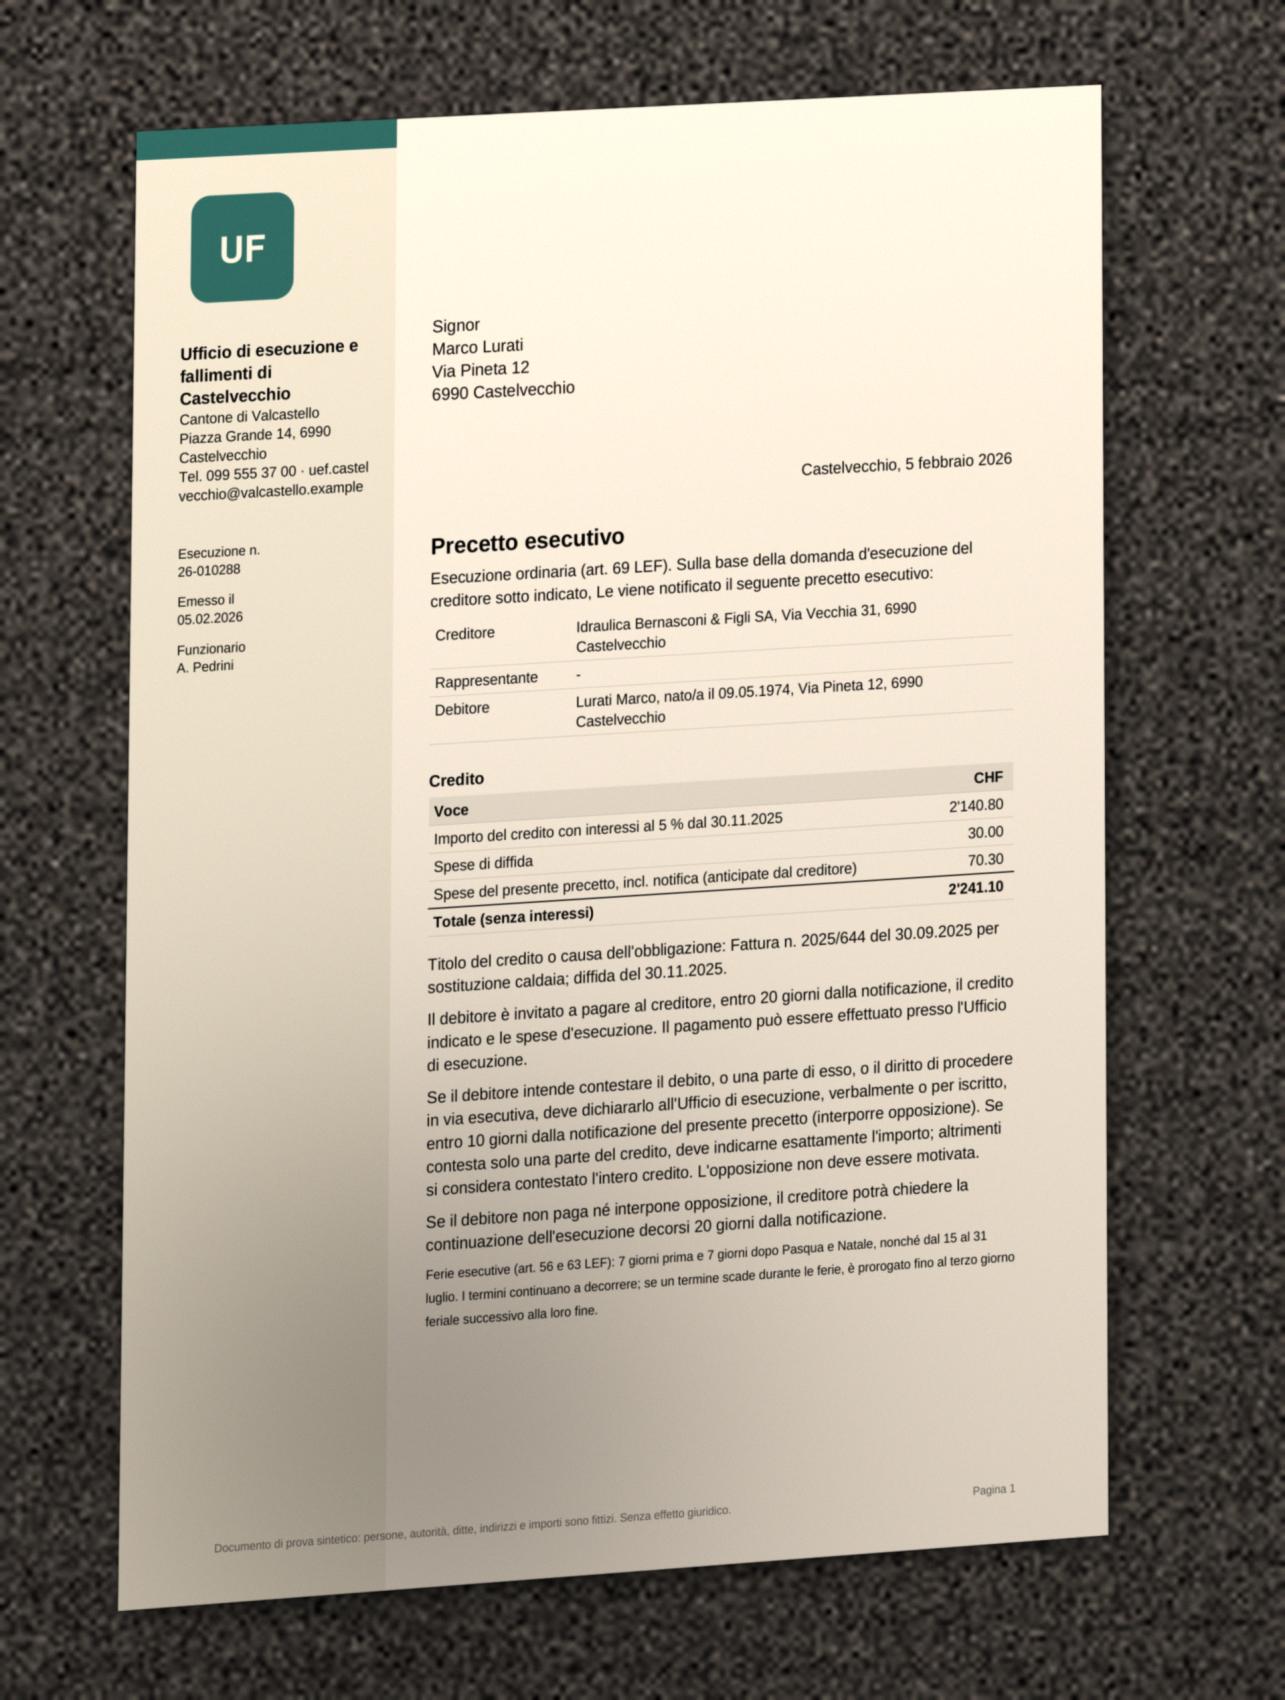 UF
Ufficio di esecuzione e
fallimenti di
Castelvecchio
Cantone di Valcastello
Piazza Grande 14, 6990
Castelvecchio
Tel. 099 555 37 00 · uef.castel
vecchio@valcastello.example
Esecuzione n.
26-010288
Emesso il
05.02.2026
Funzionario
A. Pedrini
Signor
Marco Lurati
Via Pineta 12
6990 Castelvecchio
Castelvecchio, 5 febbraio 2026
Precetto esecutivo
Esecuzione ordinaria (art. 69 LEF). Sulla base della domanda d'esecuzione del
creditore sotto indicato, Le viene notificato il seguente precetto esecutivo:
Creditore Idraulica Bernasconi & Figli SA, Via Vecchia 31, 6990
Castelvecchio
Rappresentante -
Debitore Lurati Marco, nato/a il 09.05.1974, Via Pineta 12, 6990
Castelvecchio
Credito
Voce CHF
Importo del credito con interessi al 5 % dal 30.11.2025 2'140.80
Spese di diffida 30.00
Spese del presente precetto, incl. notifica (anticipate dal creditore) 70.30
Totale (senza interessi) 2'241.10
Titolo del credito o causa dell'obbligazione: Fattura n. 2025/644 del 30.09.2025 per
sostituzione caldaia; diffida del 30.11.2025.
Il debitore è invitato a pagare al creditore, entro 20 giorni dalla notificazione, il credito
indicato e le spese d'esecuzione. Il pagamento può essere effettuato presso l'Ufficio
di esecuzione.
Se il debitore intende contestare il debito, o una parte di esso, o il diritto di procedere
in via esecutiva, deve dichiararlo all'Ufficio di esecuzione, verbalmente o per iscritto,
entro 10 giorni dalla notificazione del presente precetto (interporre opposizione). Se
contesta solo una parte del credito, deve indicarne esattamente l'importo; altrimenti
si considera contestato l'intero credito. L'opposizione non deve essere motivata.
Se il debitore non paga né interpone opposizione, il creditore potrà chiedere la
continuazione dell'esecuzione decorsi 20 giorni dalla notificazione.
Ferie esecutive (art. 56 e 63 LEF): 7 giorni prima e 7 giorni dopo Pasqua e Natale, nonché dal 15 al 31
luglio. I termini continuano a decorrere; se un termine scade durante le ferie, è prorogato fino al terzo giorno
feriale successivo alla loro fine.
Documento di prova sintetico: persone, autorità, ditte, indirizzi e importi sono fittizi. Senza effetto giuridico.
Pagina 1